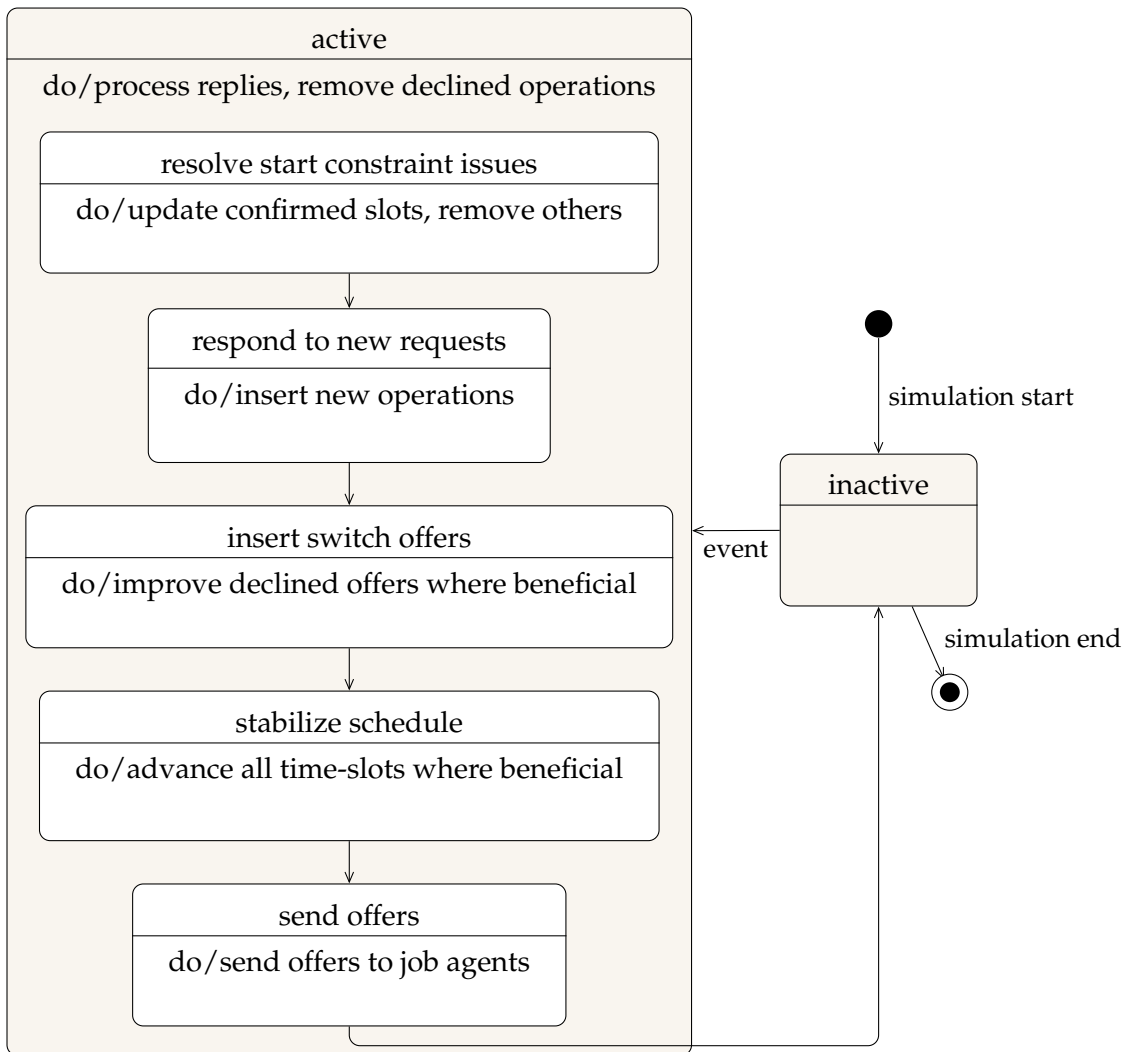 active
do/process replies, remove declined operations
resolve start constraint issues
do/update confirmed slots, remove others
respond to new requests
do/insert new operations
insert switch offers
do/improve declined offers where beneficial
stabilize schedule
do/advance all time-slots where beneficial
send offers
do/send offers to job agents
simulation start
inactive
event
simulation end